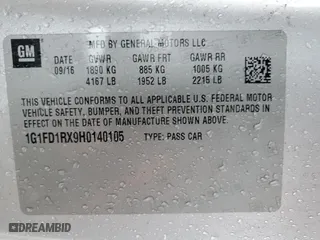 GM
MFD BY GENERAL MOTORS LLC
DATE GVWR GAWR FRT GAWR RR
09/16 1890 KG 885 KG 1005 KG
4167 LB 1952 LB 2215 LB
THIS VEHICLE CONFORMS TO ALL APPLICABLE U.S. FEDERAL MOTOR
VEHICLE SAFETY, BUMPER, AND THEFT PREVENTION STANDARDS IN
EFFECT ON THE DATE OF MANUFACTURE SHOWN ABOVE.
1G1FD1RX9H0140105 TYPE: PASS CAR